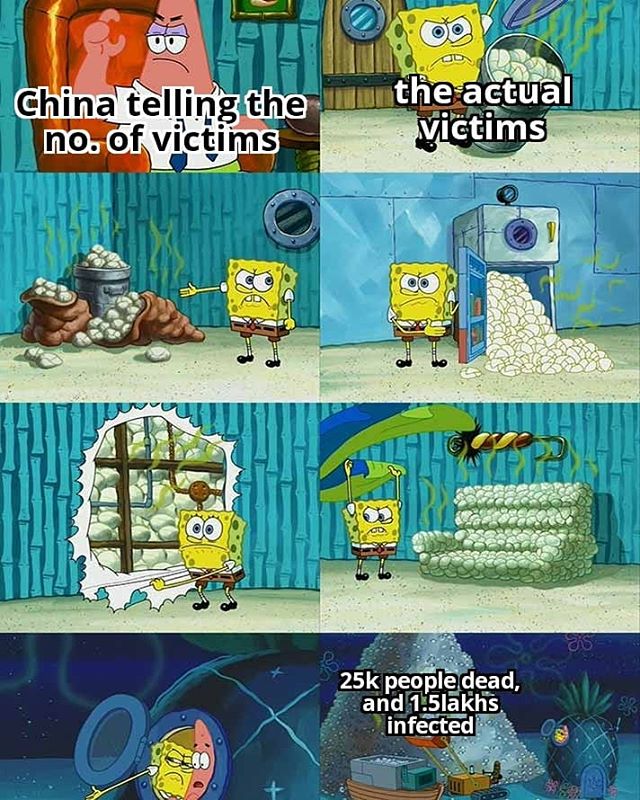 China telling the
no. of victims
the actual
victims
25k people dead,
and 1.5lakhs
infected